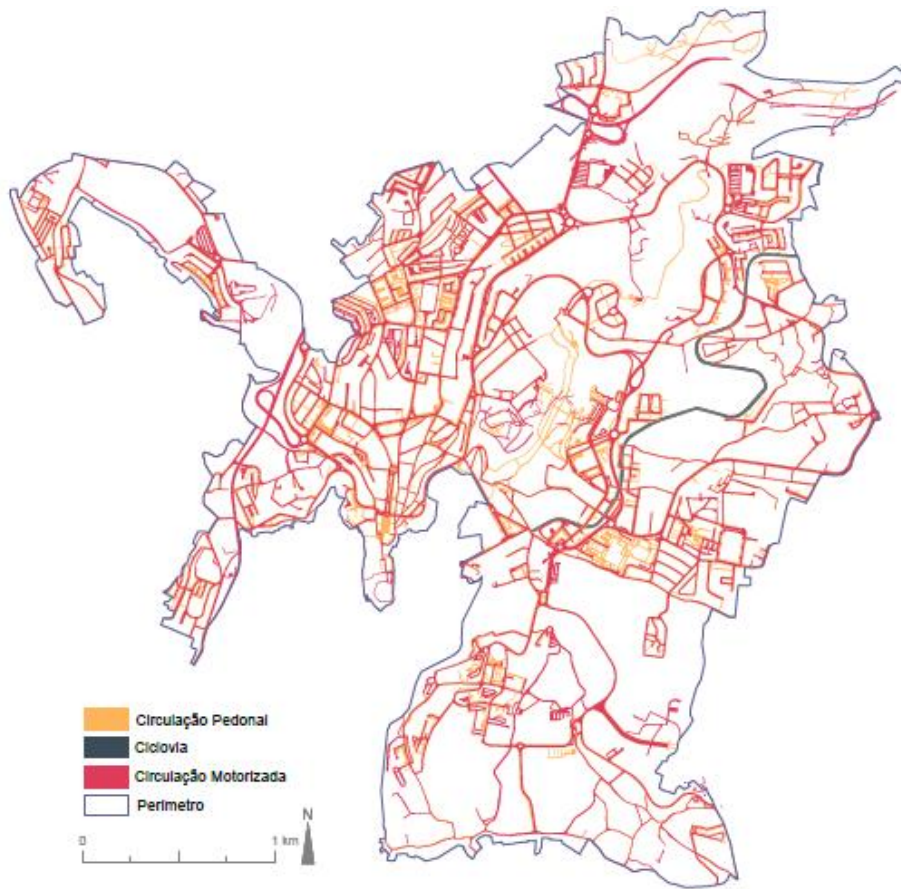 Circulação Pedonal
Ciclovia
Circulação Motorizada
Perímetro
N
0 1 km